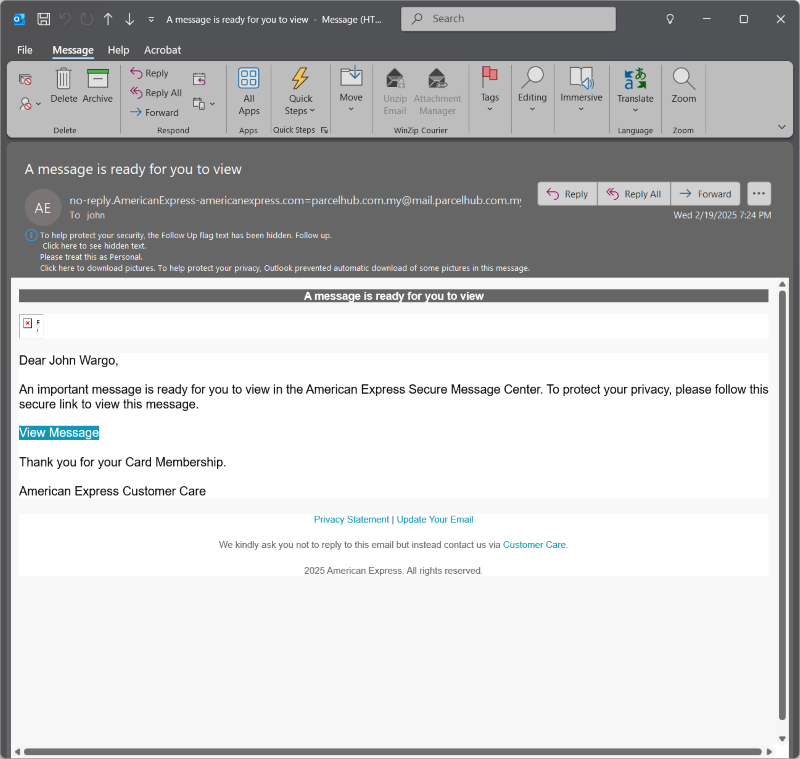 A message is ready for you to view - Message (HT...
Search
File Message Help Acrobat
Delete
Archive
Reply
Reply All
Forward
All Apps
Quick Steps
Move
Unzip Email
Attachment Manager
Tags
Editing
Immersive
Translate
Zoom
Delete
Respond
Apps
Quick Steps
WinZip Courier
Language
Zoom
A message is ready for you to view
AE
no-reply.AmericanExpress-americanexpress.com=parcelhub.com.my@mail.parcelhub.com.my
To john
Reply
Reply All
Forward
Wed 2/19/2025 7:24 PM
To help protect your security, the Follow Up flag text has been hidden. Follow up.
Click here to see hidden text.
Please treat this as Personal.
Click here to download pictures. To help protect your privacy, Outlook prevented automatic download of some pictures in this message.
A message is ready for you to view
Dear John Wargo,
An important message is ready for you to view in the American Express Secure Message Center. To protect your privacy, please follow this
secure link to view this message.
View Message
Thank you for your Card Membership.
American Express Customer Care
Privacy Statement | Update Your Email
We kindly ask you not to reply to this email but instead contact us via Customer Care.
2025 American Express. All rights reserved.